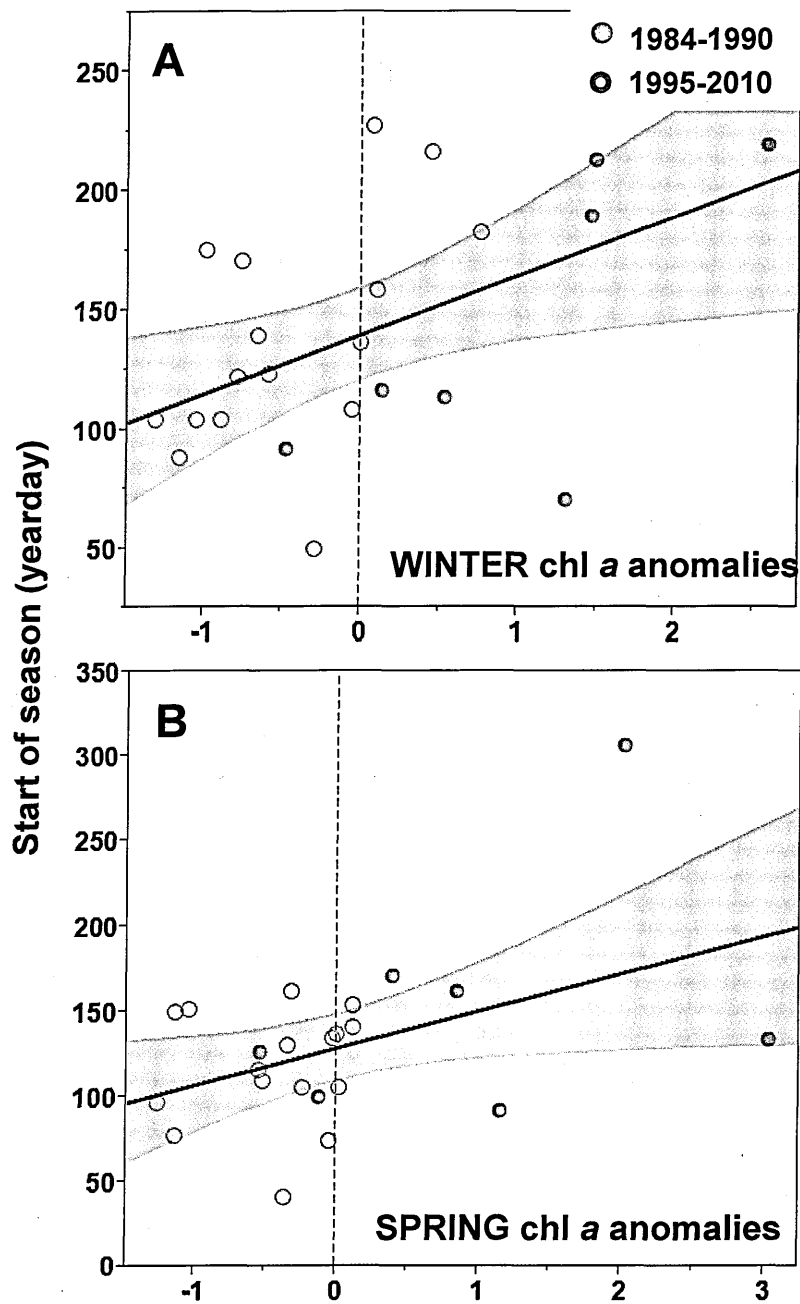 A
1984-1990
1995-2010
250
200
150
100
50
WINTER chl a anomalies
-1 0 1 2
Start of season (yearday)
B
350
300
250
200
150
100
50
0
SPRING chl a anomalies
-1 0 1 2 3